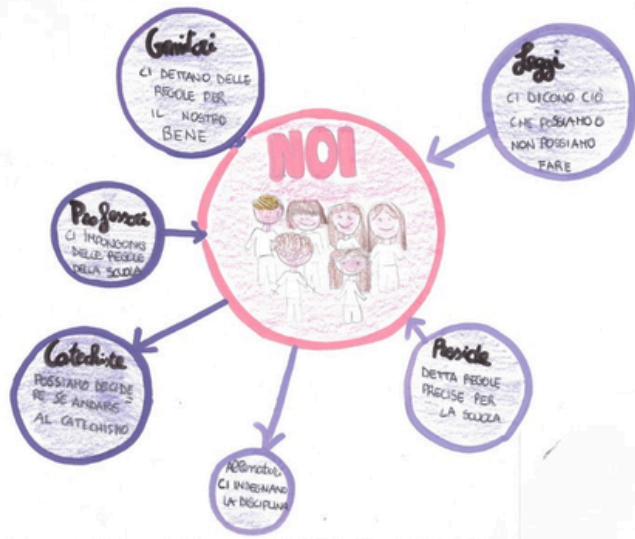 Genitori
CI DETTANO DELLE
REGOLE PER
IL NOSTRO
BENE
Leggi
CI DICONO CIÒ
CHE POSSIAMO O
NON POSSIAMO
FARE
NOI
Professori
CI IMPONGONO
DELLE REGOLE
DELLA SCUOLA
Catechiste
POSSIAMO DECIDE
RE SE ANDARE
AL CATECHISMO
Preside
DETTA REGOLE
PRECISE PER
LA SCUOLA
Allenatori
CI INSEGNANO
LA DISCIPLINA